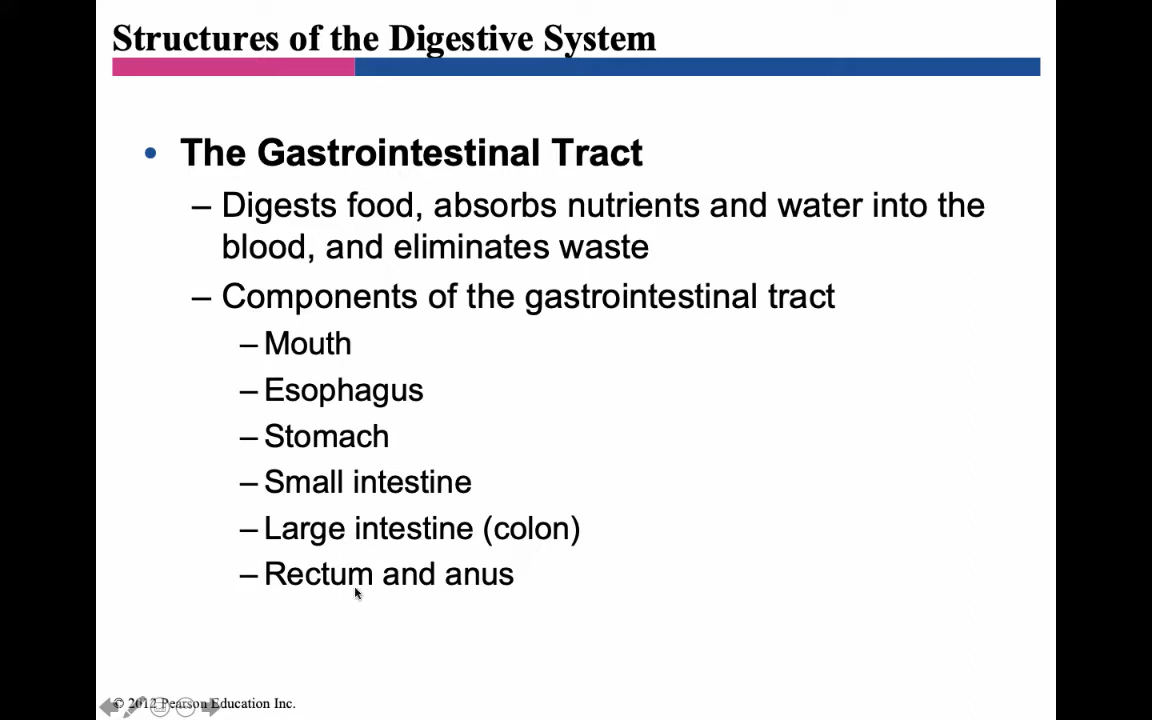 Structures of the Digestive System
• The Gastrointestinal Tract
– Digests food, absorbs nutrients and water into the
blood, and eliminates waste
– Components of the gastrointestinal tract
– Mouth
– Esophagus
– Stomach
– Small intestine
– Large intestine (colon)
– Rectum and anus
© 2012 Pearson Education Inc.